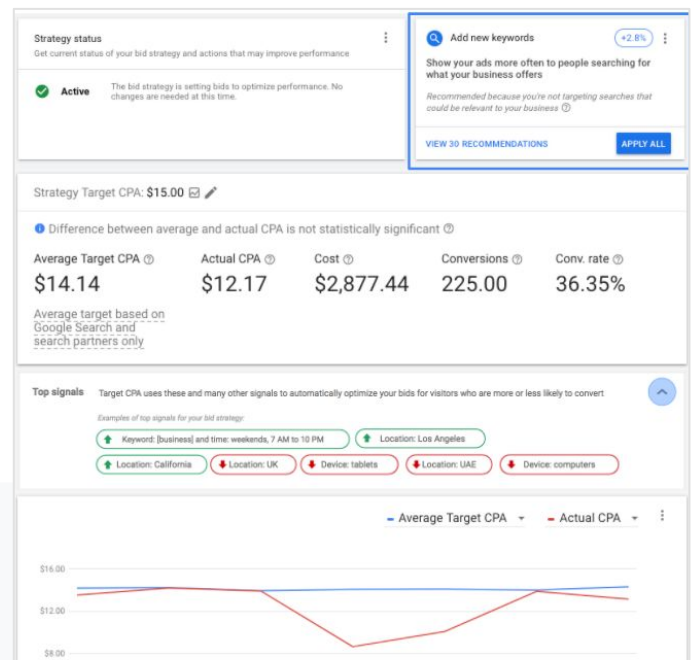 Strategy status
Get current status of your bid strategy and actions that may improve performance
Active
The bid strategy is setting bids to optimize performance. No
changes are needed at this time.
Add new keywords
+2.8%
Show your ads more often to people searching for
what your business offers
Recommended because you're not targeting searches that
could be relevant to your business
VIEW 30 RECOMMENDATIONS
APPLY ALL
Strategy Target CPA: $15.00
Difference between average and actual CPA is not statistically significant
Average Target CPA
Actual CPA
Cost
Conversions
Conv. rate
$14.14
$12.17
$2,877.44
225.00
36.35%
Average target based on
Google Search and
search partners only
Top signals
Target CPA uses these and many other signals to automatically optimize your bids for visitors who are more or less likely to convert
Examples of top signals for your bid strategy:
Keyword: [business] and time: weekends, 7 AM to 10 PM
Location: Los Angeles
Location: California
Location: UK
Device: tablets
Location: UAE
Device: computers
Average Target CPA
Actual CPA
$16.00
$12.00
$8.00